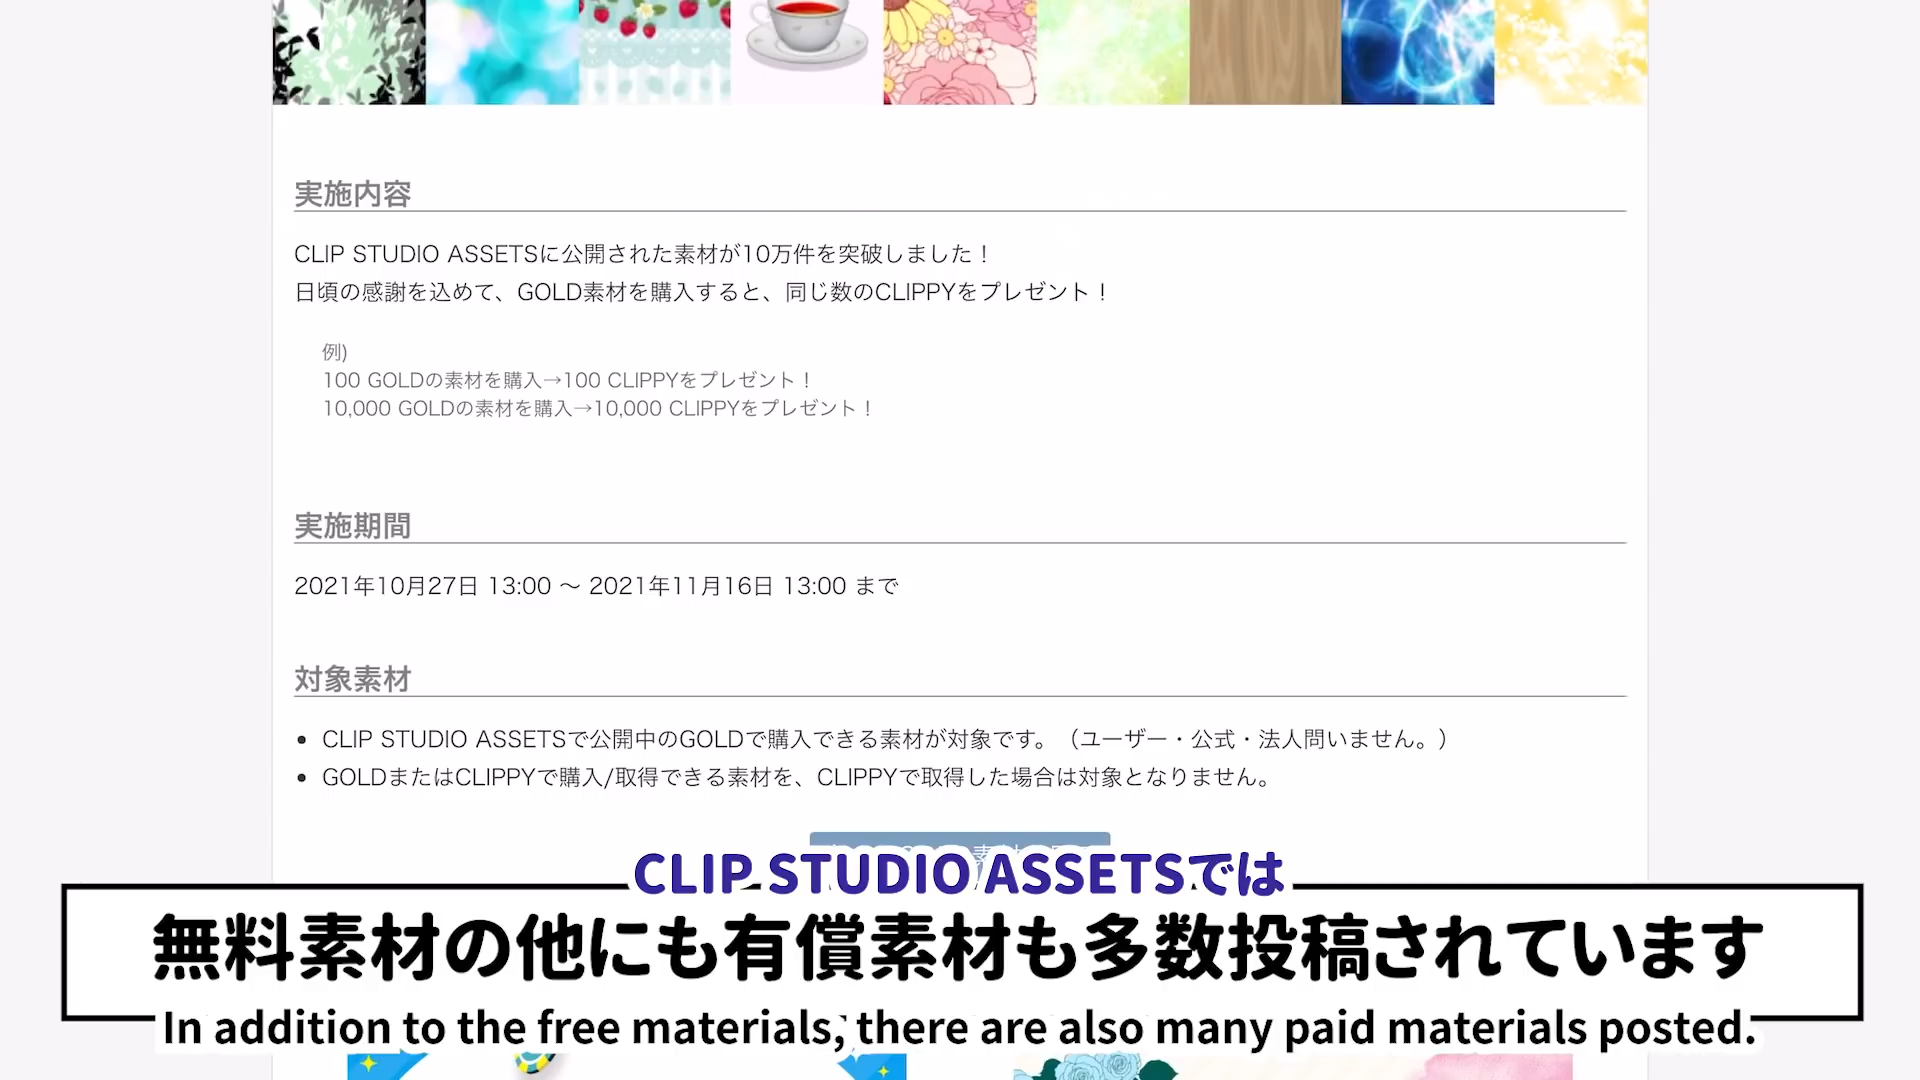 実施内容
CLIP STUDIO ASSETSに公開された素材が10万件を突破しました！
日頃の感謝を込めて、GOLD素材を購入すると、同じ数のCLIPPYをプレゼント！
例)
100 GOLDの素材を購入→100 CLIPPYをプレゼント！
10,000 GOLDの素材を購入→10,000 CLIPPYをプレゼント！
実施期間
2021年10月27日 13:00 〜 2021年11月16日 13:00 まで
対象素材
• CLIP STUDIO ASSETSで公開中のGOLDで購入できる素材が対象です。（ユーザー・公式・法人問いません。）
• GOLDまたはCLIPPYで購入/取得できる素材を、CLIPPYで取得した場合は対象となりません。
CLIP STUDIO ASSETSでは
無料素材の他にも有償素材も多数投稿されています
In addition to the free materials, there are also many paid materials posted.